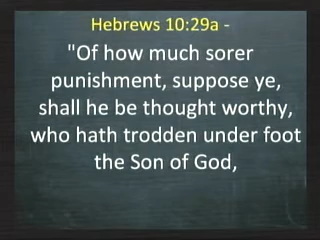 Hebrews 10:29a -
"Of how much sorer
punishment, suppose ye,
shall he be thought worthy,
who hath trodden under foot
the Son of God,